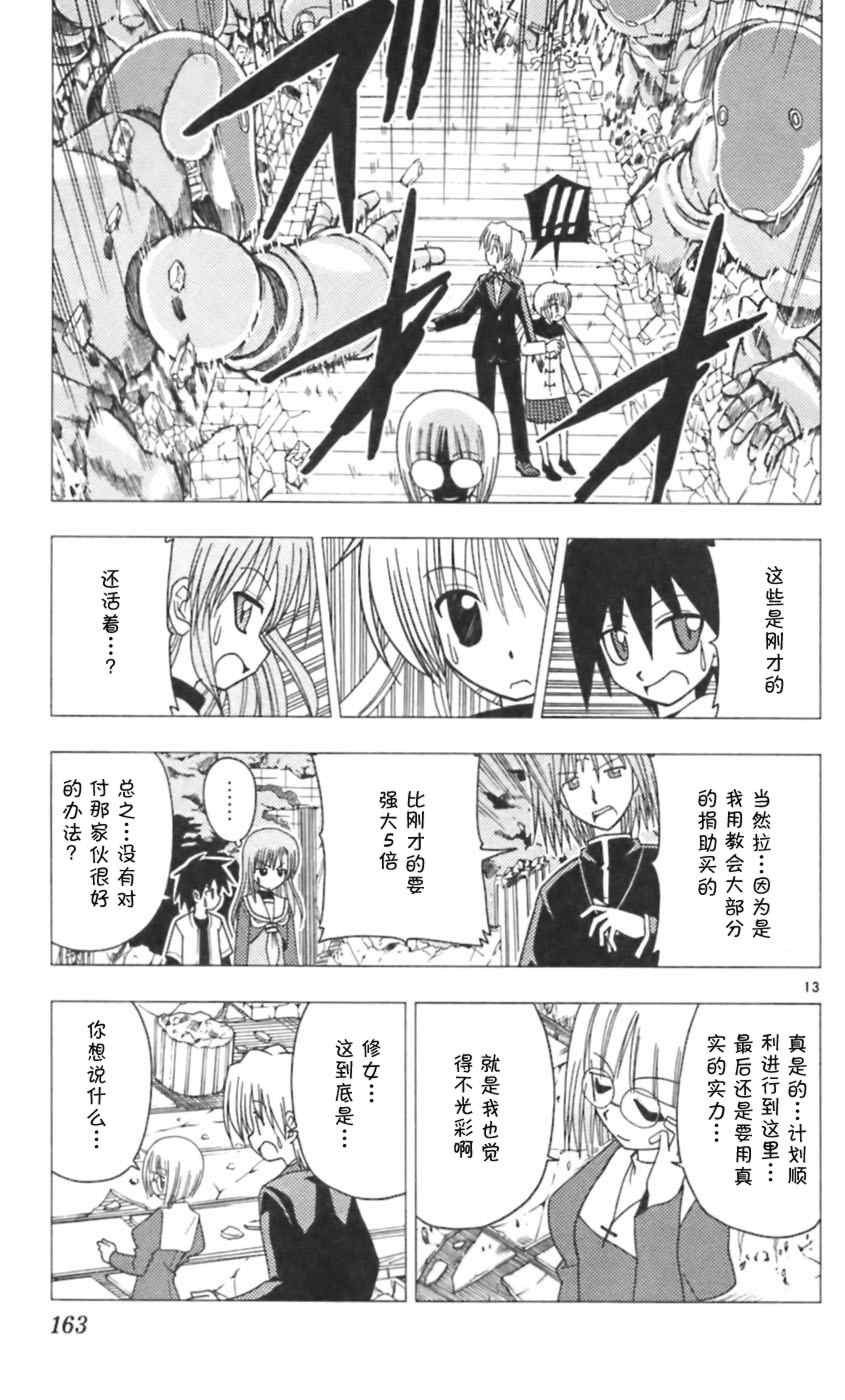 !!!
这些是刚才的
还活着…?
当然拉…因为是
我用教会大部分
的捐助买的
比刚才的要
强大5倍
……
总之…没有对
付那家伙很好
的办法?
13
真是的…计划顺
利进行到这里…
最后还是要用真
实的实力…
就是我也觉
得不光彩啊
修女…
这到底是…
你想说什么…
163